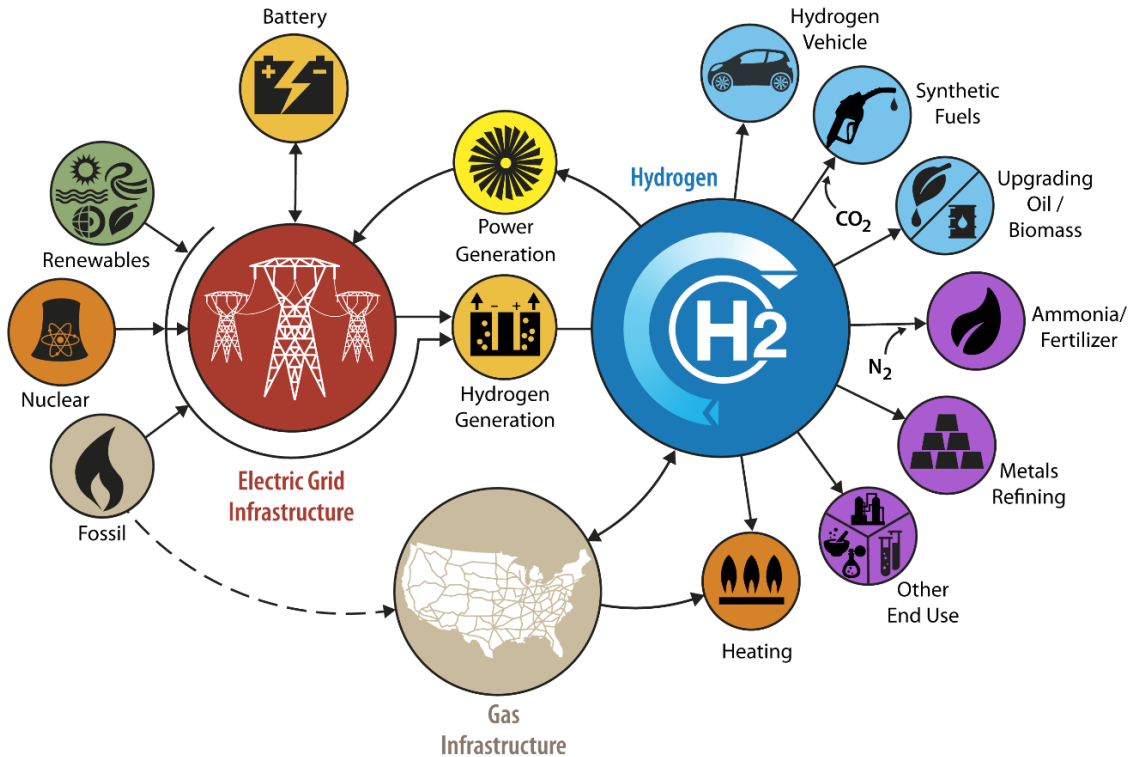 Battery
Hydrogen
Vehicle
Synthetic
Fuels
Hydrogen
Upgrading
Oil /
Biomass
CO2
Power
Generation
Renewables
- +
H2
Ammonia/
Fertilizer
N2
Nuclear
Hydrogen
Generation
Electric Grid
Infrastructure
Metals
Refining
Fossil
Other
End Use
Heating
Gas
Infrastructure
+ -